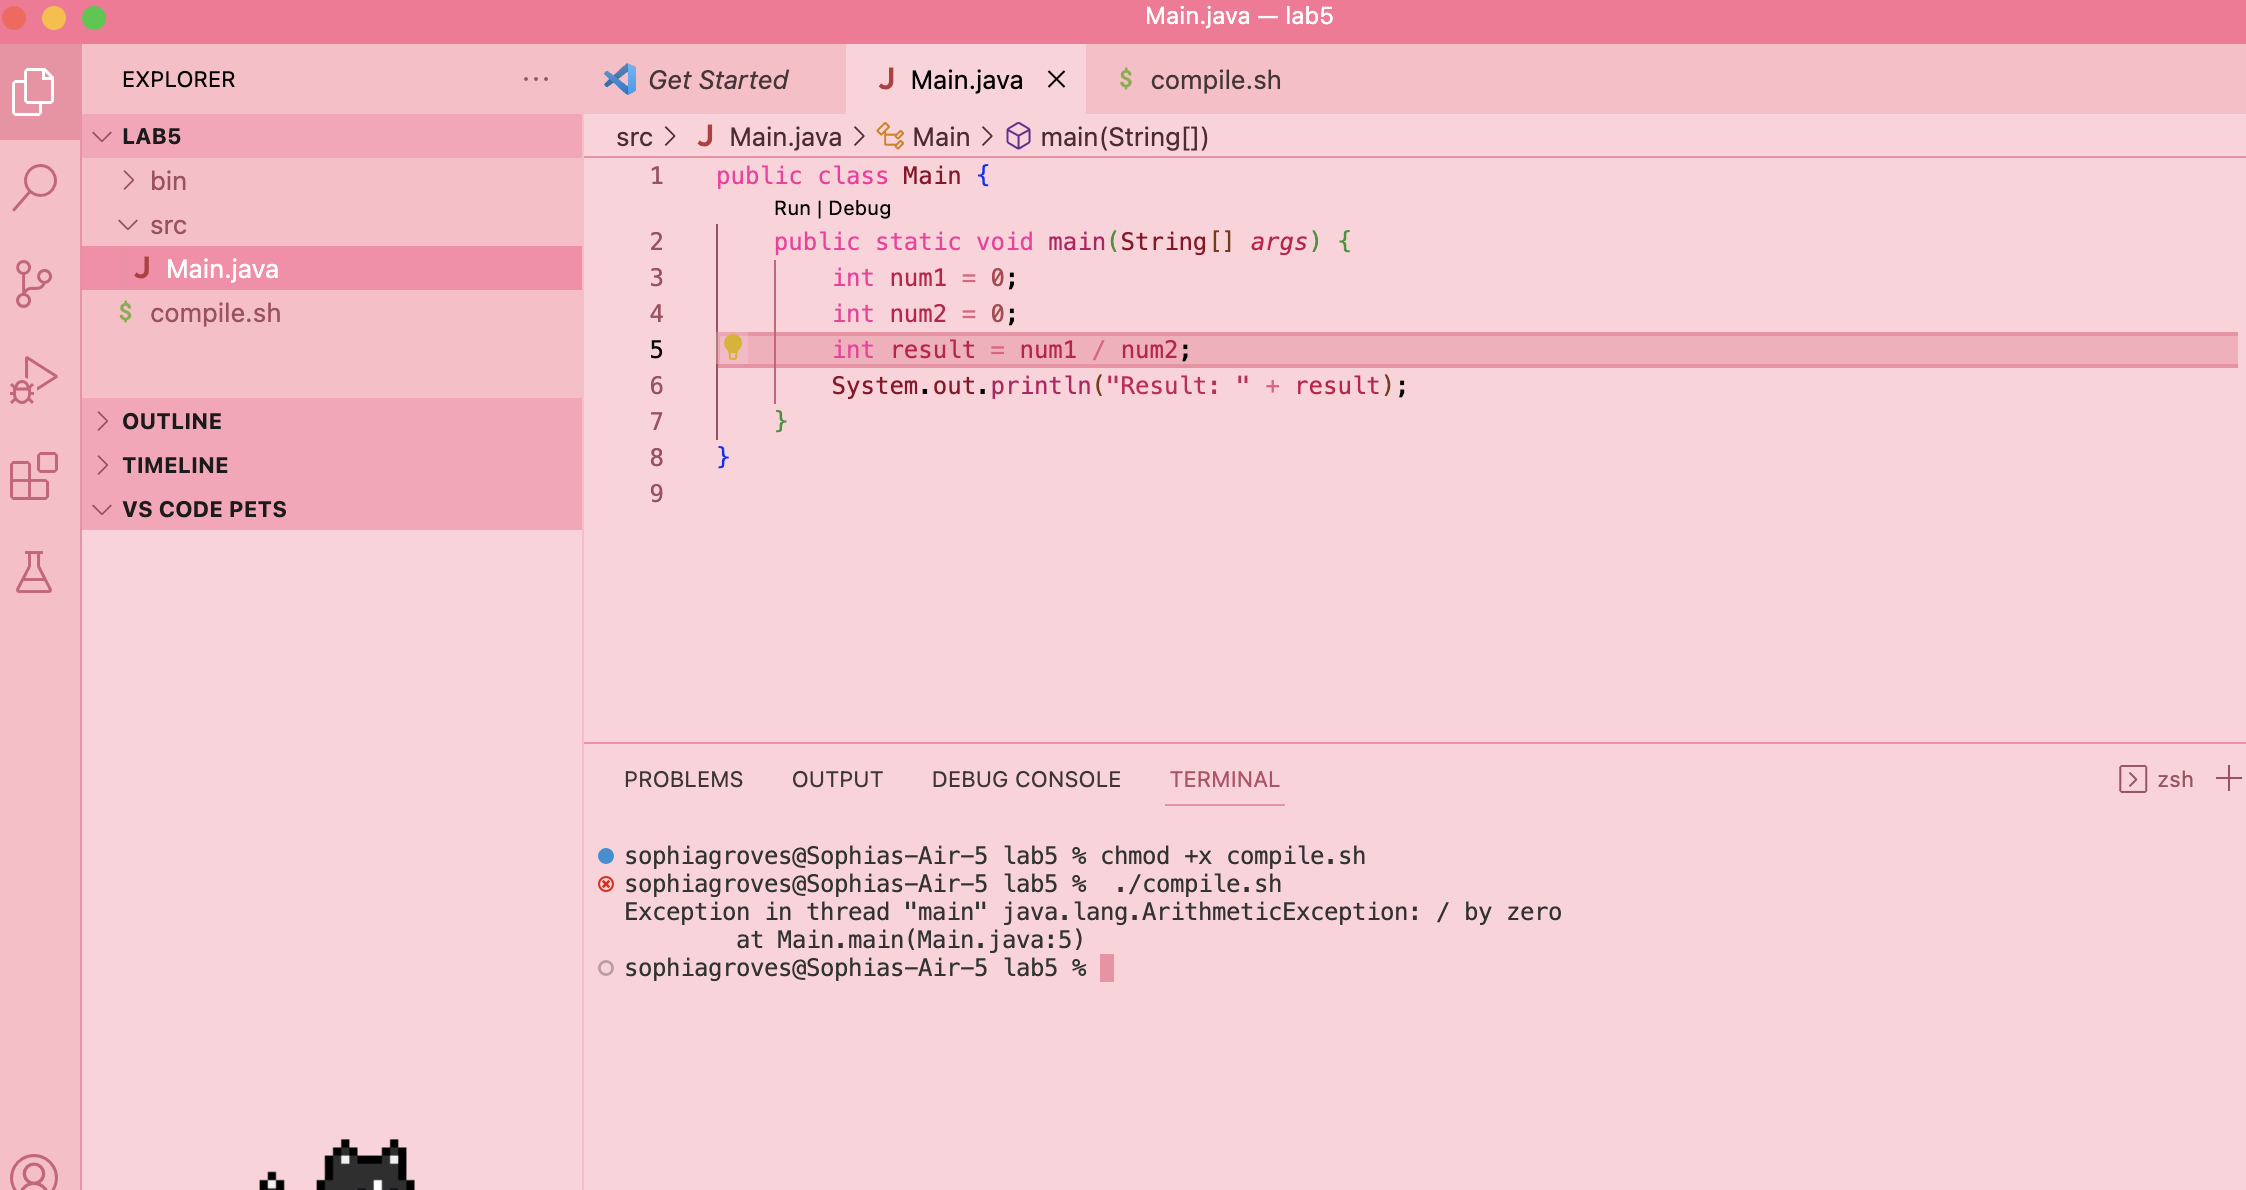 Main.java — lab5
EXPLORER
LAB5
bin
src
Main.java
compile.sh
OUTLINE
TIMELINE
VS CODE PETS
Get Started
Main.java
compile.sh
src > Main.java > Main > main(String[])
1 public class Main {
Run | Debug
2 public static void main(String[] args) {
3 int num1 = 0;
4 int num2 = 0;
5 int result = num1 / num2;
6 System.out.println("Result: " + result);
7 }
8 }
9
PROBLEMS OUTPUT DEBUG CONSOLE TERMINAL
zsh
sophiagroves@Sophias-Air-5 lab5 % chmod +x compile.sh
sophiagroves@Sophias-Air-5 lab5 %  ./compile.sh
Exception in thread "main" java.lang.ArithmeticException: / by zero
at Main.main(Main.java:5)
sophiagroves@Sophias-Air-5 lab5 %